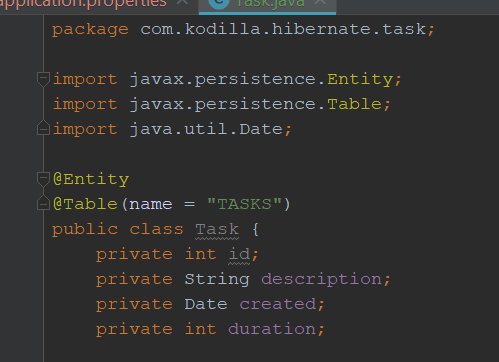 application.properties Task.java
package com.kodilla.hibernate.task;
import javax.persistence.Entity;
import javax.persistence.Table;
import java.util.Date;
@Entity
@Table(name = "TASKS")
public class Task {
private int id;
private String description;
private Date created;
private int duration;